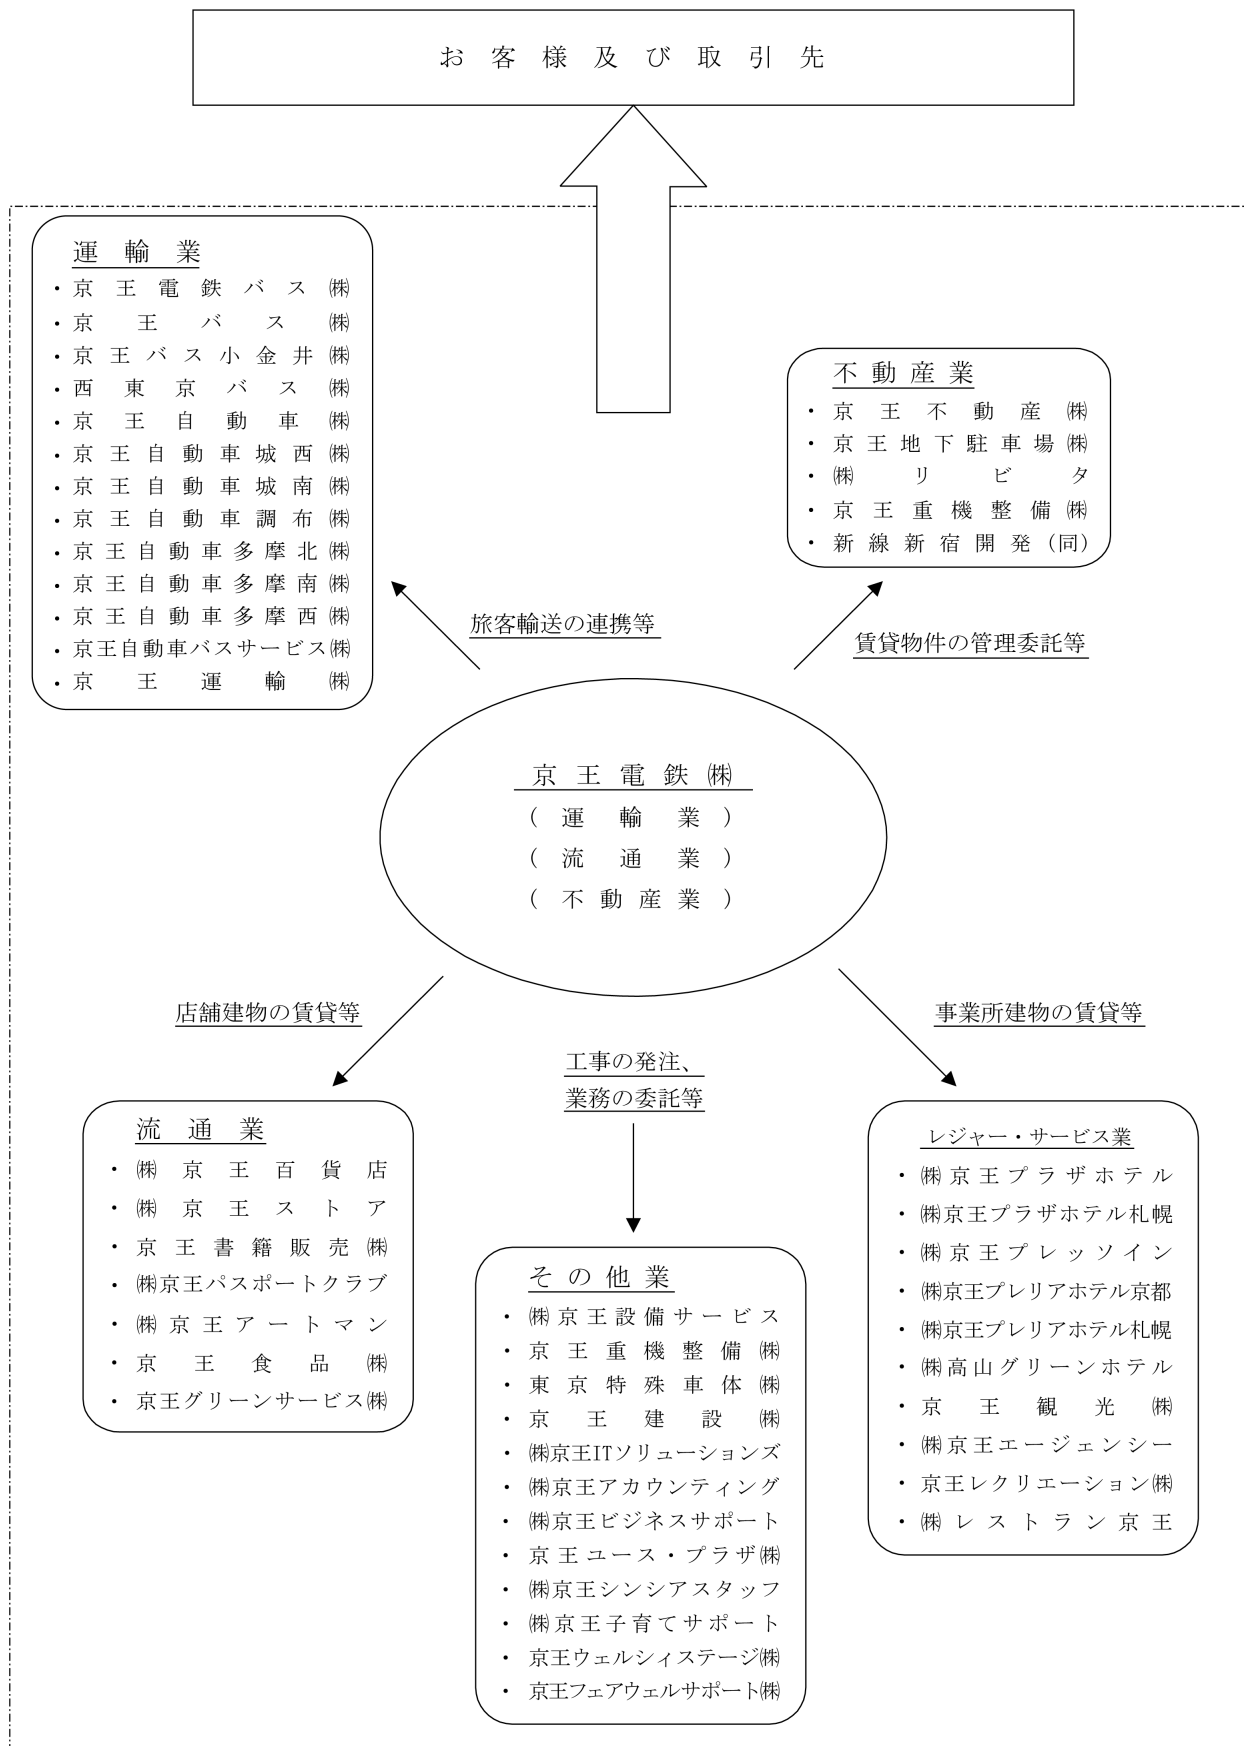 お客様及び取引先
運輸業
・京王電鉄バス㈱
・京王バス㈱
・京王バス小金井㈱
・西東京バス㈱
・京王自動車㈱
・京王自動車城西㈱
・京王自動車城南㈱
・京王自動車調布㈱
・京王自動車多摩北㈱
・京王自動車多摩南㈱
・京王自動車多摩西㈱
・京王自動車バスサービス㈱
・京王運輸㈱
不動産業
・京王不動産㈱
・京王地下駐車場㈱
・㈱リビタ
・京王重機整備㈱
・新線新宿開発(同)
旅客輸送の連携等
賃貸物件の管理委託等
京王電鉄㈱
(運輸業)
(流通業)
(不動産業)
店舗建物の賃貸等
工事の発注、
業務の委託等
事業所建物の賃貸等
流通業
・㈱京王百貨店
・㈱京王ストア
・京王書籍販売㈱
・㈱京王パスポートクラブ
・㈱京王アートマン
・京王食品㈱
・京王グリーンサービス㈱
その他業
・㈱京王設備サービス
・京王重機整備㈱
・東京特殊車体㈱
・京王建設㈱
・㈱京王ITソリューションズ
・㈱京王アカウンティング
・㈱京王ビジネスサポート
・京王ユース・プラザ㈱
・㈱京王シンシアスタッフ
・㈱京王子育てサポート
・京王ウェルシィステージ㈱
・京王フェアウェルサポート㈱
レジャー・サービス業
・㈱京王プラザホテル
・㈱京王プラザホテル札幌
・㈱京王プレッソイン
・㈱京王プレリアホテル京都
・㈱京王プレリアホテル札幌
・㈱高山グリーンホテル
・京王観光㈱
・㈱京王エージェンシー
・京王レクリエーション㈱
・㈱レストラン京王